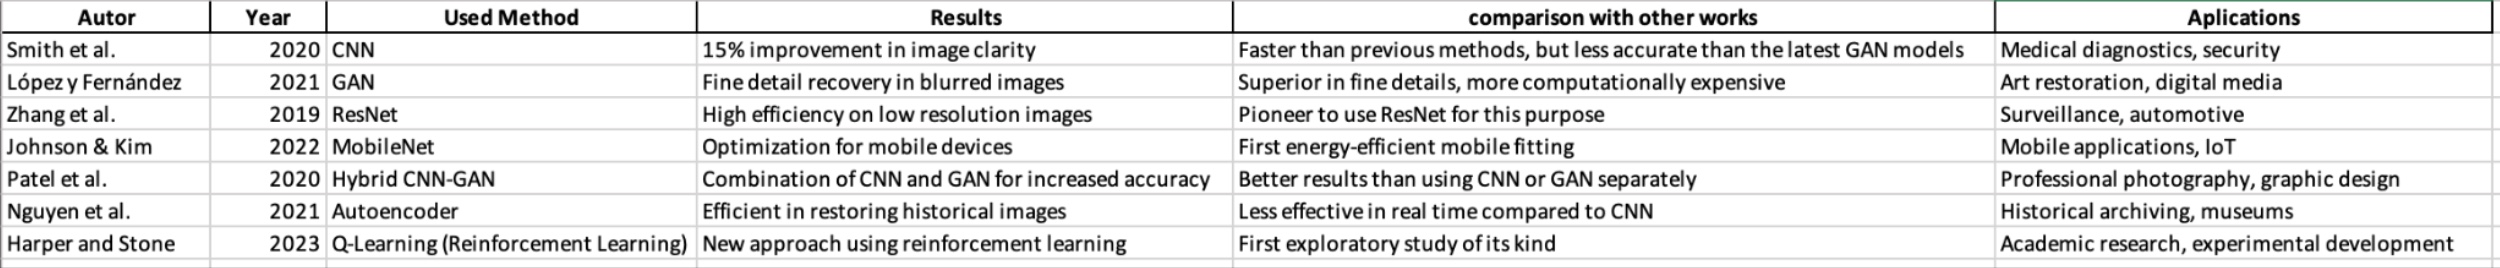 Autor Year Used Method Results comparison with other works Aplications
Smith et al. 2020 CNN 15% improvement in image clarity Faster than previous methods, but less accurate than the latest GAN models Medical diagnostics, security
López y Fernández 2021 GAN Fine detail recovery in blurred images Superior in fine details, more computationally expensive Art restoration, digital media
Zhang et al. 2019 ResNet High efficiency on low resolution images Pioneer to use ResNet for this purpose Surveillance, automotive
Johnson & Kim 2022 MobileNet Optimization for mobile devices First energy-efficient mobile fitting Mobile applications, IoT
Patel et al. 2020 Hybrid CNN-GAN Combination of CNN and GAN for increased accuracy Better results than using CNN or GAN separately Professional photography, graphic design
Nguyen et al. 2021 Autoencoder Efficient in restoring historical images Less effective in real time compared to CNN Historical archiving, museums
Harper and Stone 2023 Q-Learning (Reinforcement Learning) New approach using reinforcement learning First exploratory study of its kind Academic research, experimental development